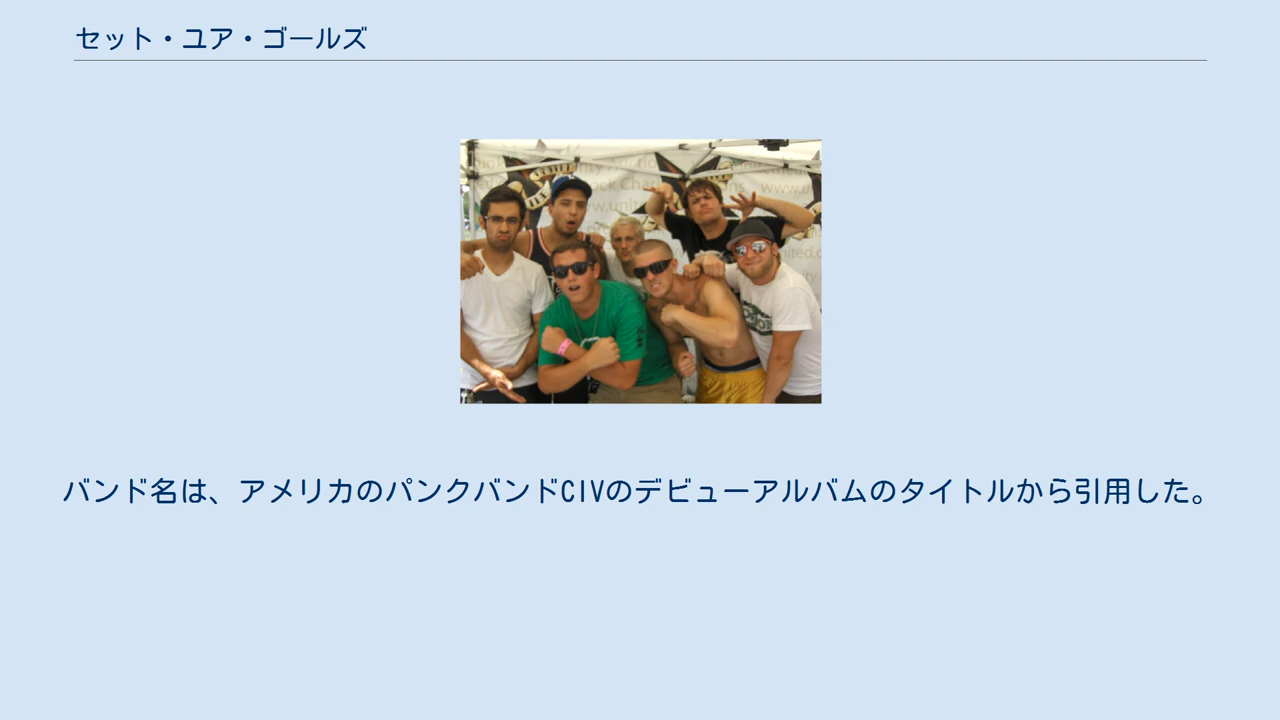 セット・ユア・ゴールズ
バンド名は、アメリカのパンクバンドCIVのデビューアルバムのタイトルから引用した。